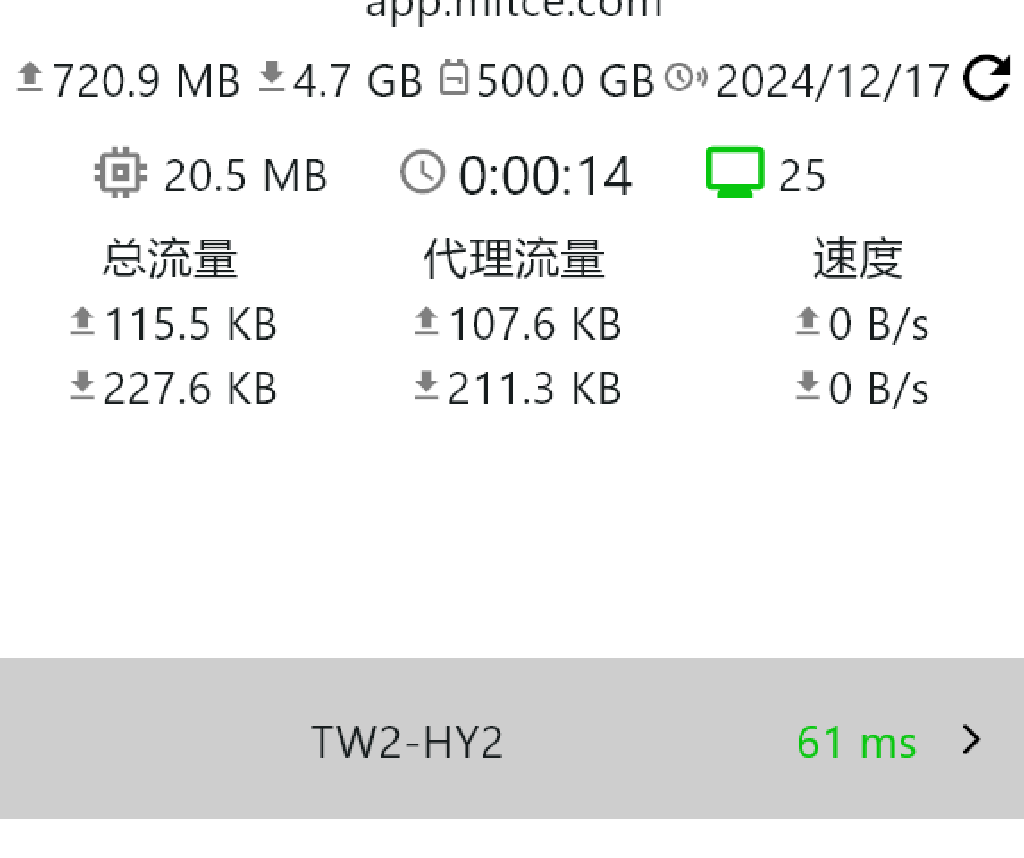 app.mitce.com
720.9 MB 4.7 GB 500.0 GB 2024/12/17
20.5 MB 0:00:14 25
总流量 代理流量 速度
115.5 KB 107.6 KB 0 B/s
227.6 KB 211.3 KB 0 B/s
TW2-HY2 61 ms